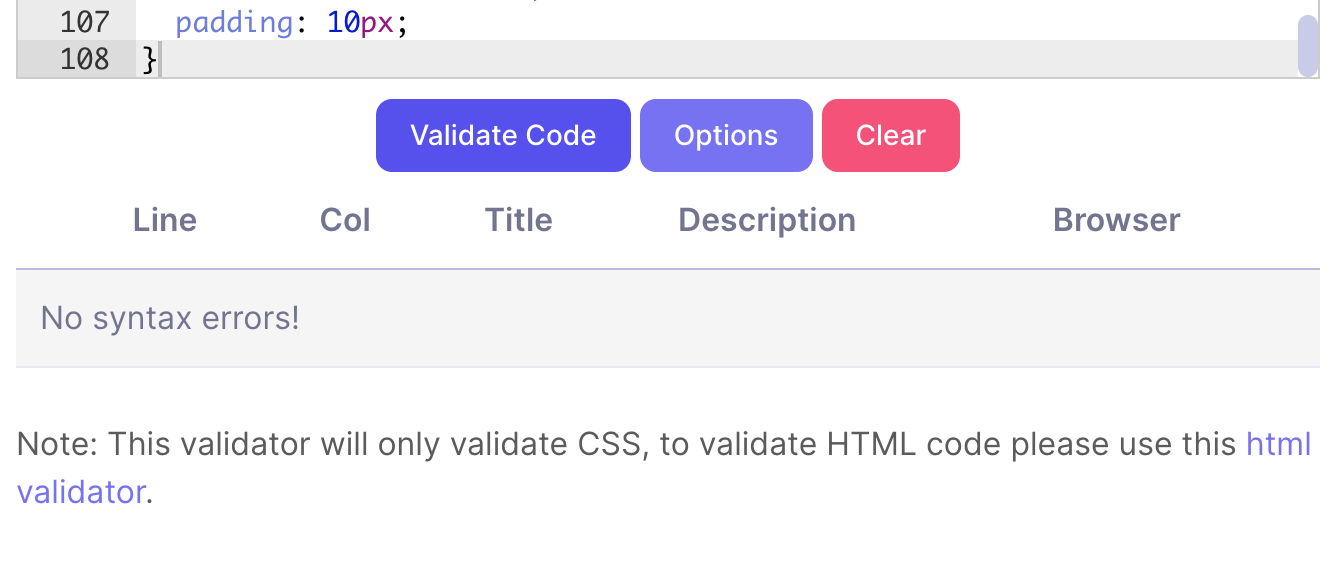 107 padding: 10px;
108 }
Validate Code Options Clear
Line Col Title Description Browser
No syntax errors!
Note: This validator will only validate CSS, to validate HTML code please use this html
validator.